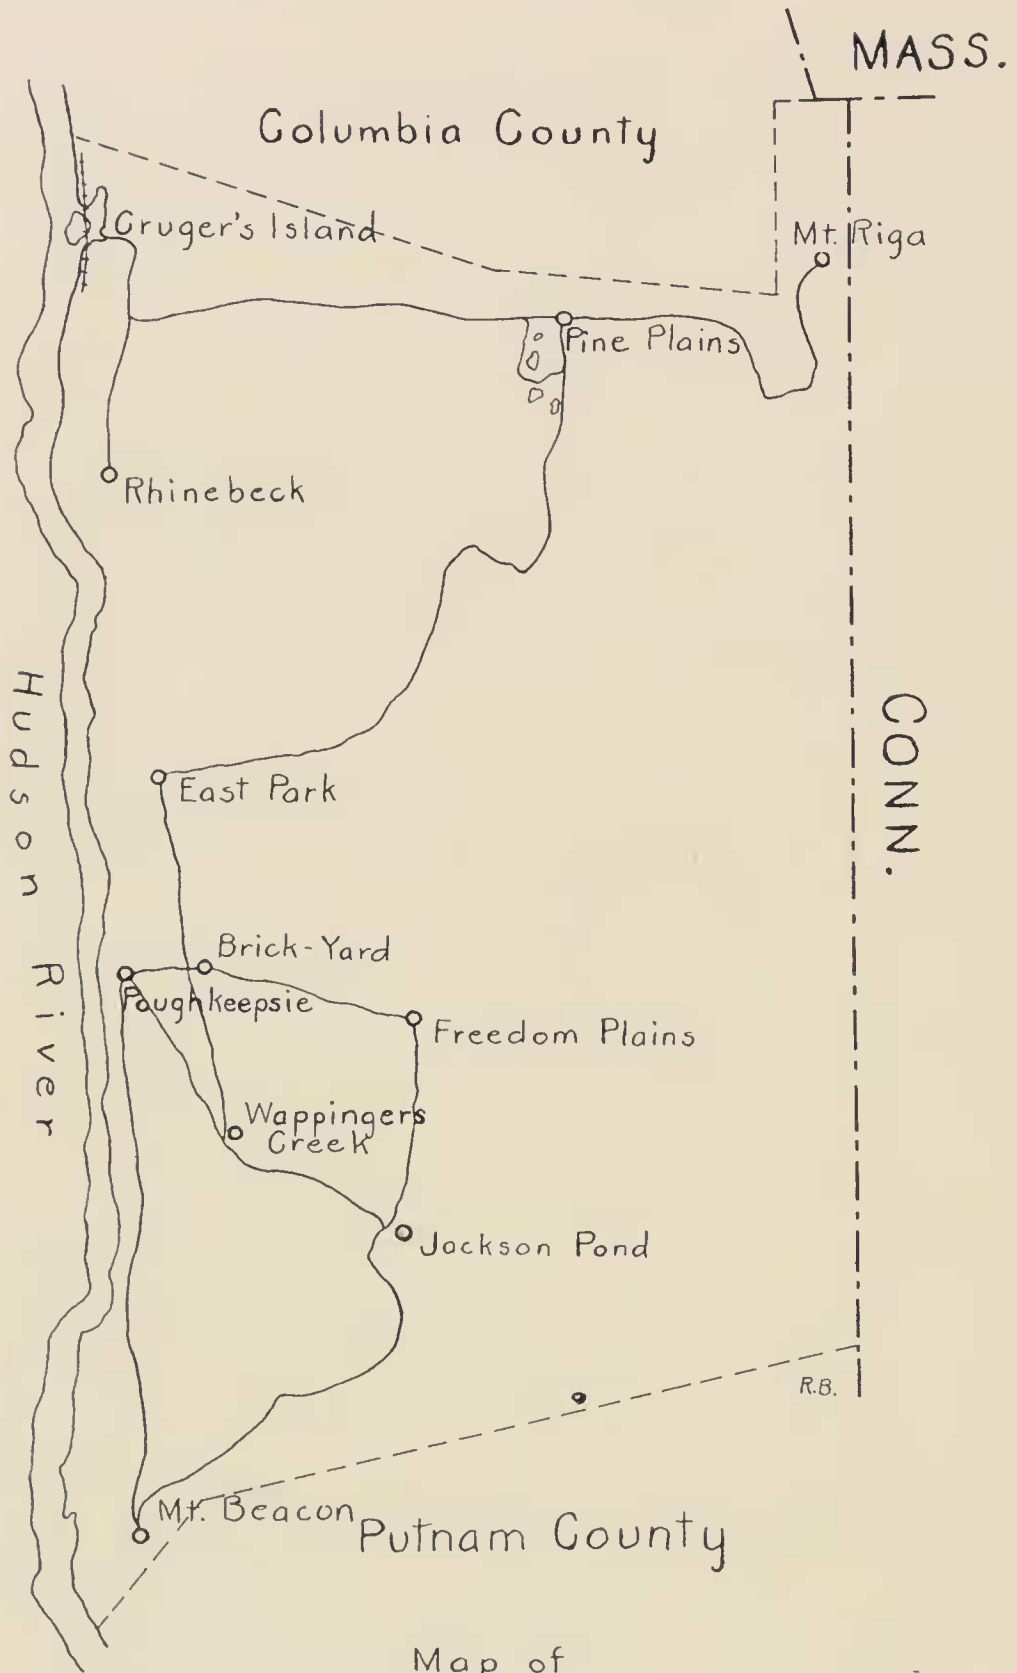 MASS.
Columbia County
Cruger's Island
Mt. Riga
Pine Plains
Rhinebeck
Hudson River
CONN.
East Park
Brick-Yard
Poughkeepsie
Freedom Plains
Wappingers
Creek
Jackson Pond
R.B.
Mt. Beacon
Putnam County
Map of